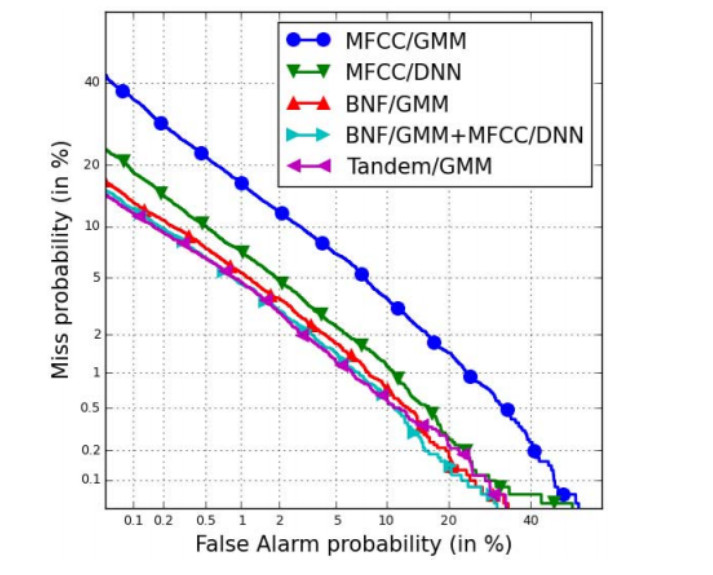 MFCC/GMM
MFCC/DNN
BNF/GMM
BNF/GMM+MFCC/DNN
Tandem/GMM
40
20
10
5
2
1
0.5
0.2
0.1
Miss probability (in %)
0.1 0.2 0.5 1 2 5 10 20 40
False Alarm probability (in %)